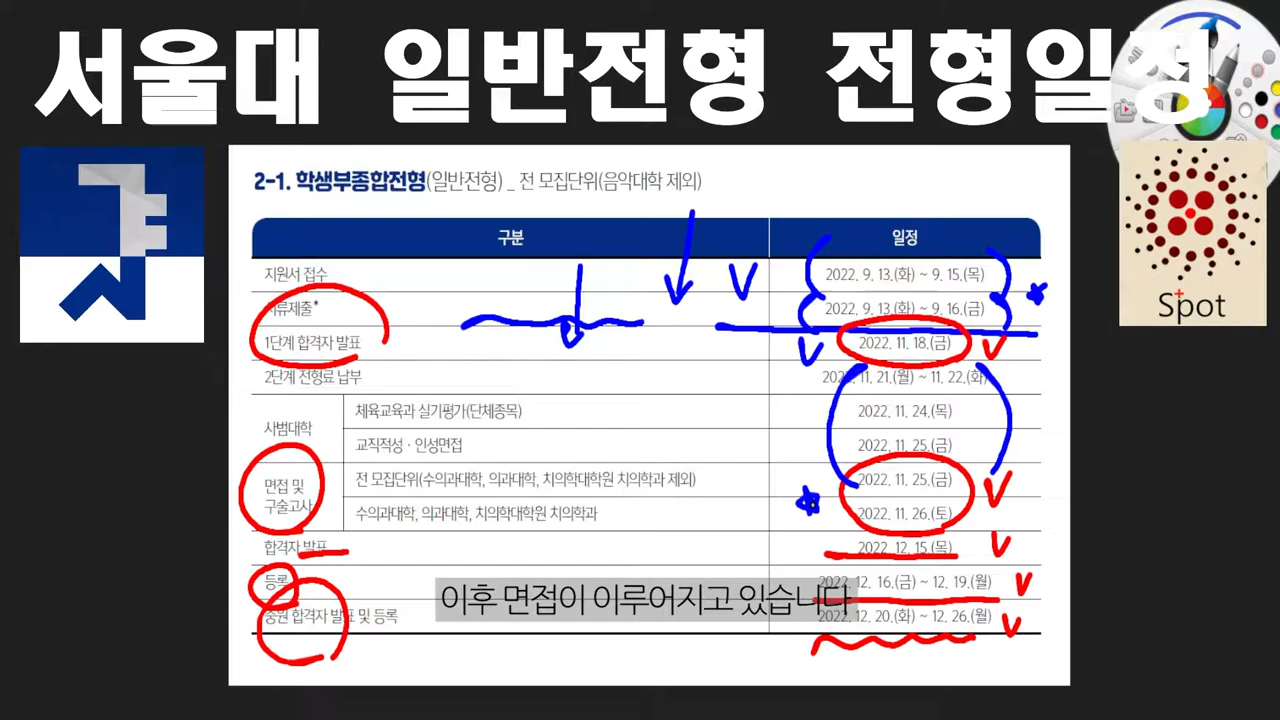 서울대 일반전형 전형일정
2-1. 학생부종합전형(일반전형) _ 전 모집단위(음악대학 제외)
구분 일정
지원서 접수 2022. 9. 13.(화) ~ 9. 15.(목)
서류제출* 2022. 9. 13.(화) ~ 9. 16.(금)
1단계 합격자 발표 2022. 11. 18.(금)
2단계 전형료 납부 2022. 11. 21.(월) ~ 11. 22.(화)
사범대학
체육교육과 실기평가(단체종목) 2022. 11. 24.(목)
교직적성 · 인성면접 2022. 11. 25.(금)
면접 및
구술고사
전 모집단위(수의과대학, 의과대학, 치의학대학원 치의학과 제외) 2022. 11. 25.(금)
수의과대학, 의과대학, 치의학대학원 치의학과 2022. 11. 26.(토)
합격자 발표 2022. 12. 15.(목)
등록 2022. 12. 16.(금) ~ 12. 19.(월)
충원 합격자 발표 및 등록 2022. 12. 20.(화) ~ 12. 26.(월)
이후 면접이 이루어지고 있습니다
Spot